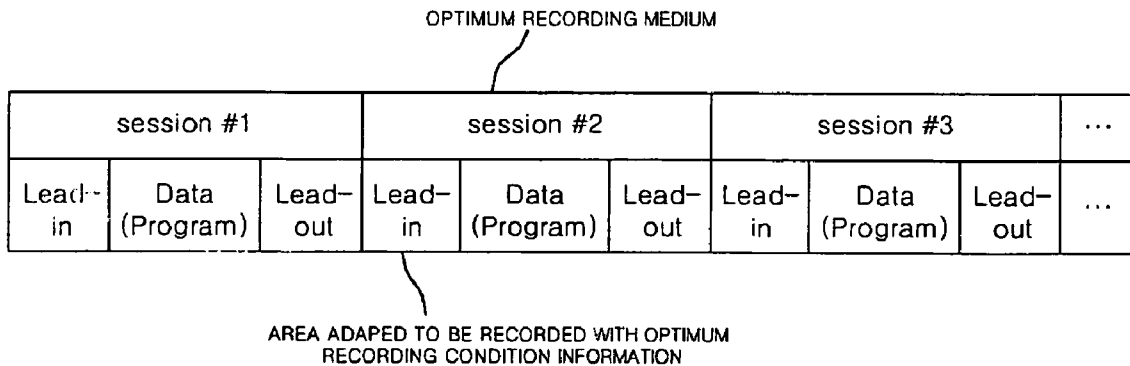 OPTIMUM RECORDING MEDIUM
session #1 session #2 session #3 ...
Lead- Data Lead- Lead- Data Lead- Lead- Data Lead- ...
in (Program) out in (Program) out in (Program) out
AREA ADAPED TO BE RECORDED WITH OPTIMUM
RECORDING CONDITION INFORMATION